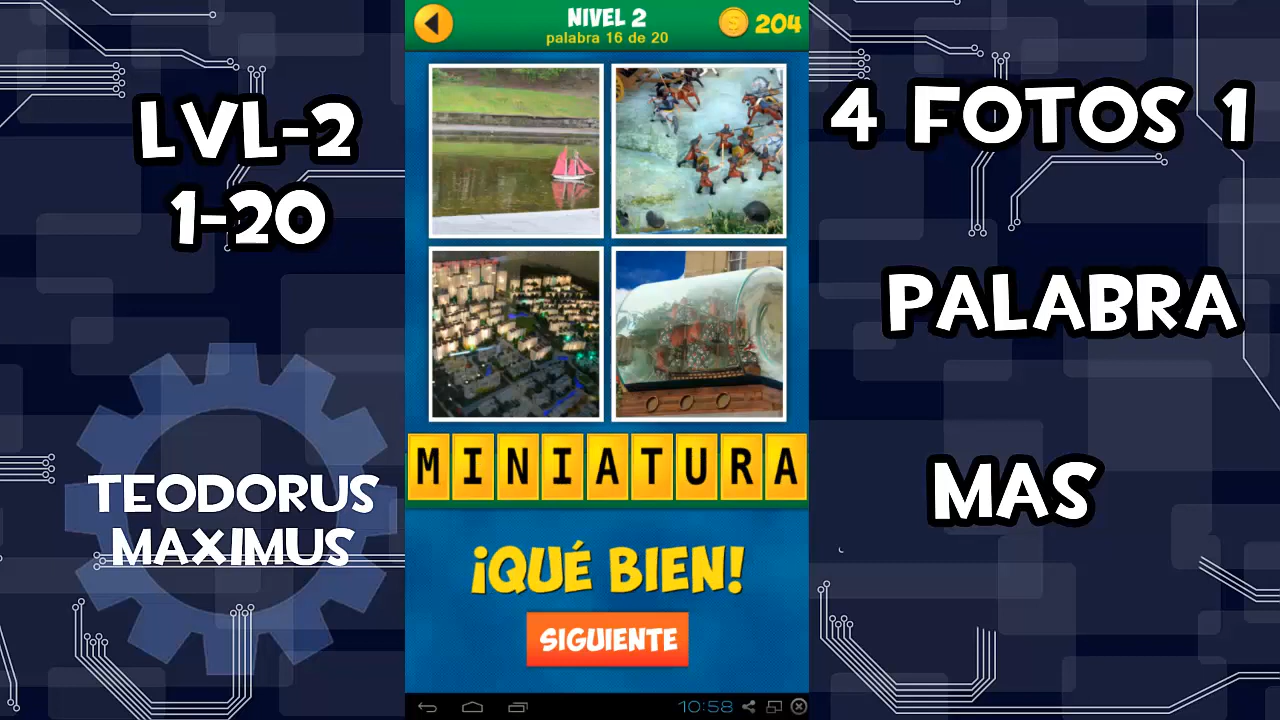 LVL-2
1-20
TEODORUS
MAXIMUS
NIVEL 2
palabra 16 de 20
204
MINIATURA
¡QUÉ BIEN!
SIGUIENTE
10:58
4 FOTOS 1
PALABRA
MAS